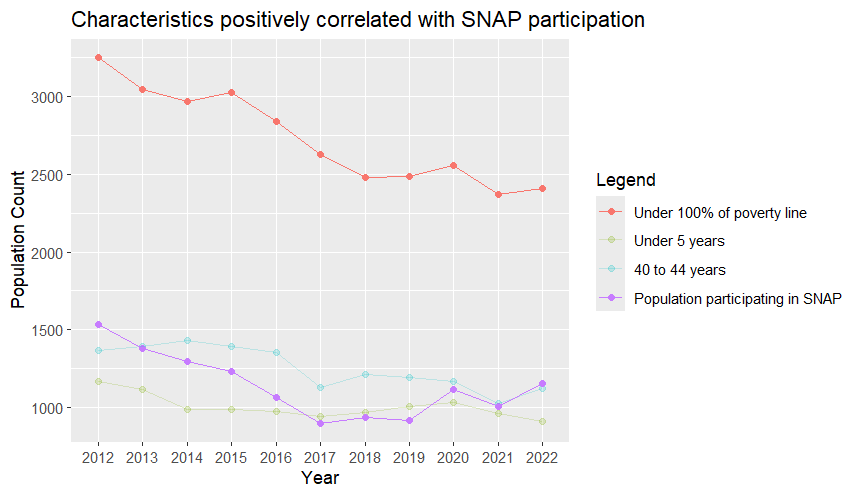 Characteristics positively correlated with SNAP participation
Population Count
3000
2500
2000
1500
1000
2012 2013 2014 2015 2016 2017 2018 2019 2020 2021 2022
Year
Legend
Under 100% of poverty line
Under 5 years
40 to 44 years
Population participating in SNAP